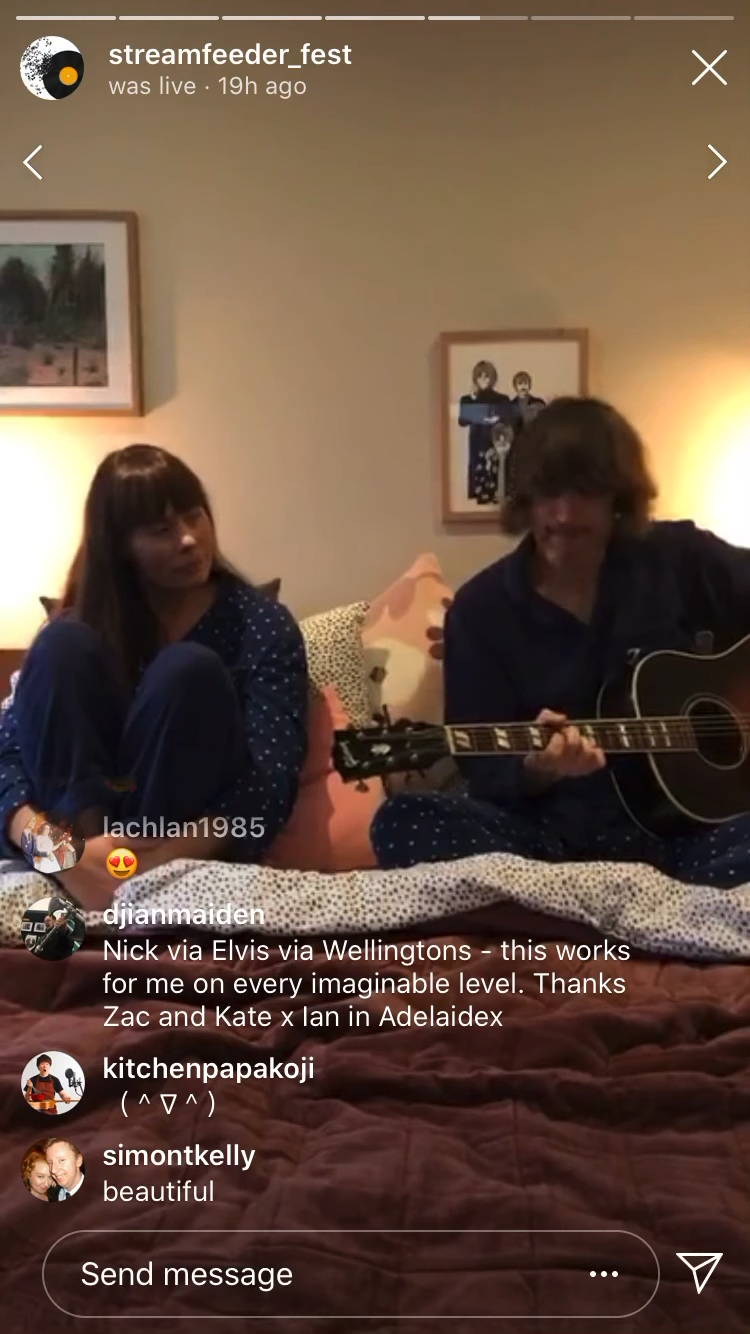 streamfeeder_fest
was live · 19h ago
lachlan1985
😍
djianmaiden
Nick via Elvis via Wellingtons - this works
for me on every imaginable level. Thanks
Zac and Kate x Ian in Adelaidex
kitchenpapakoji
( ^ ∇ ^ )
simontkelly
beautiful
Send message